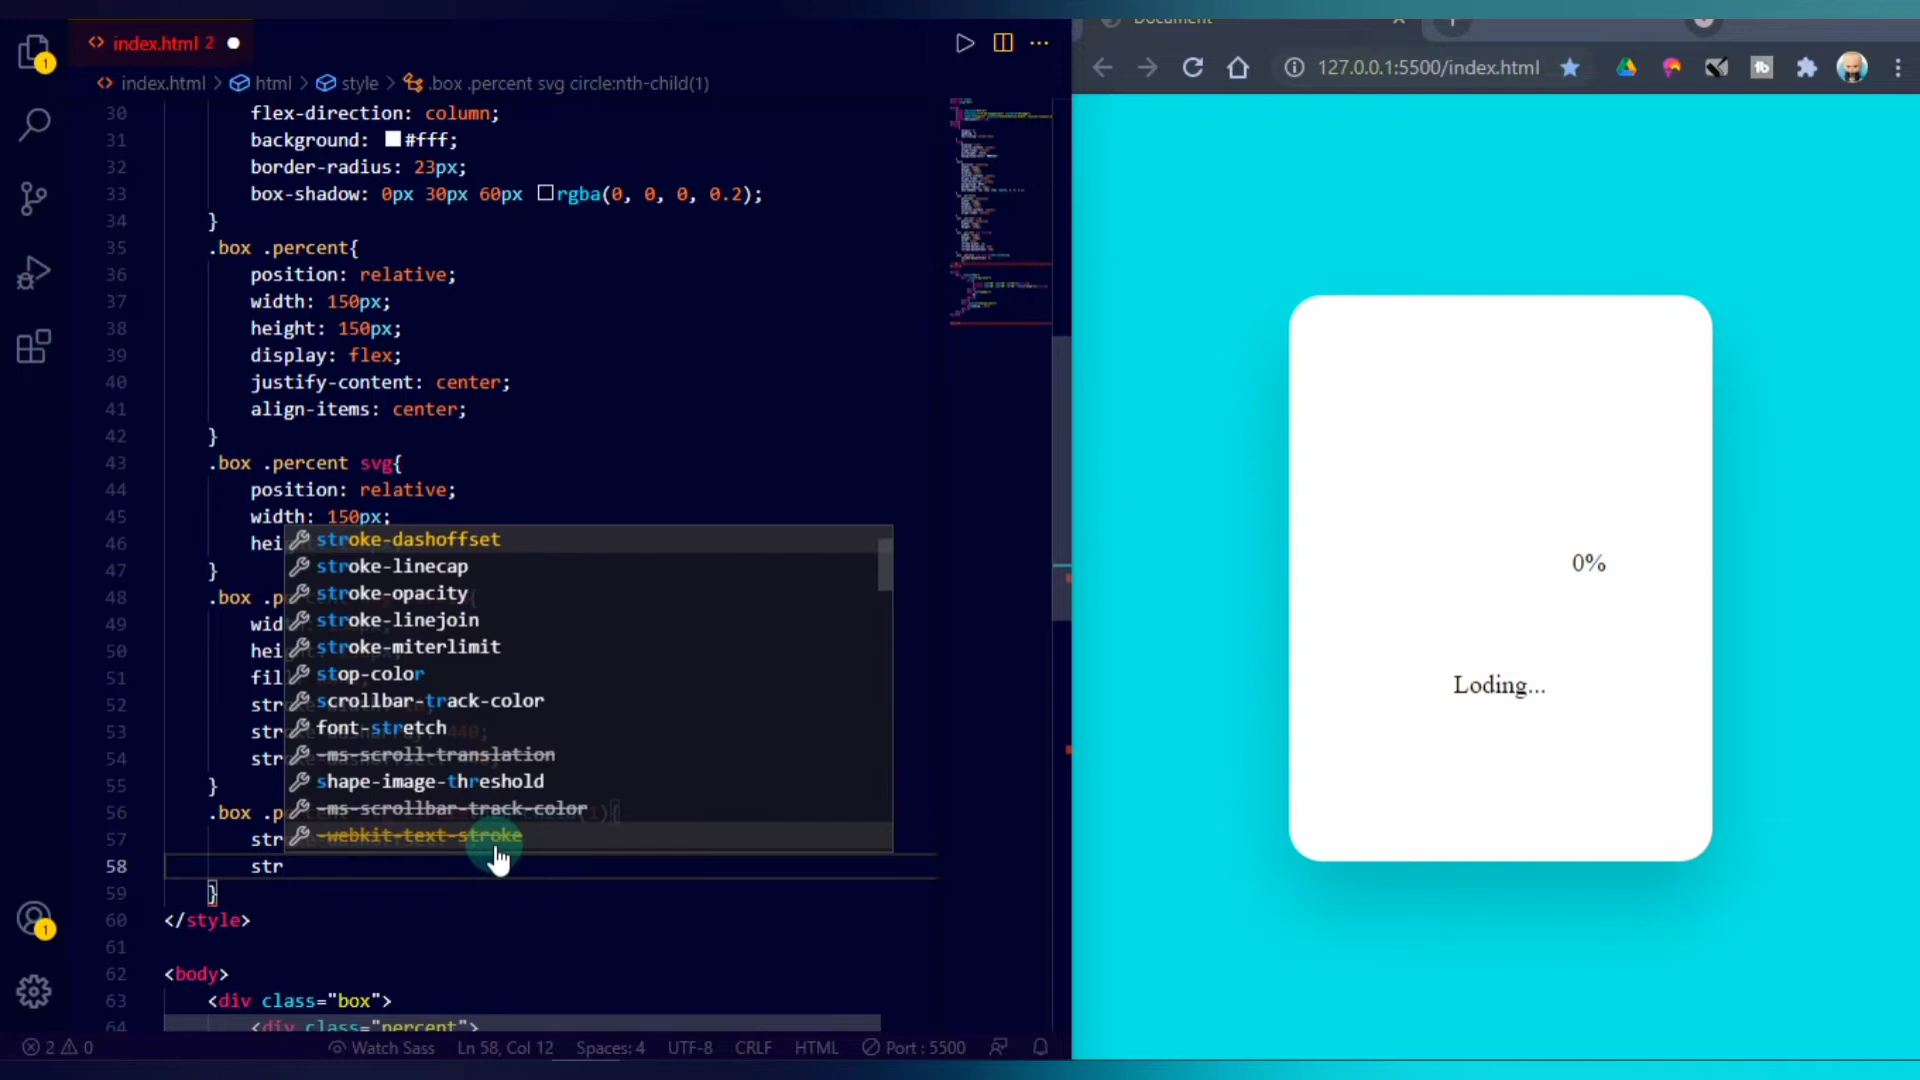 index.html 2
index.html > html > style > .box .percent svg circle:nth-child(1)
30 flex-direction: column;
31 background: #fff;
32 border-radius: 23px;
33 box-shadow: 0px 30px 60px rgba(0, 0, 0, 0.2);
34 }
35 .box .percent{
36 position: relative;
37 width: 150px;
38 height: 150px;
39 display: flex;
40 justify-content: center;
41 align-items: center;
42 }
43 .box .percent svg{
44 position: relative;
45 width: 150px;
46 hei
47 }
48 .box .p
49 wid
50 hei
51 fil
52 str
53 str
54 str
55 }
56 .box .p
57 str
58 str
59 }
60 </style>
61
62 <body>
63 <div class="box">
64 <div class="percent">
stroke-dashoffset
stroke-linecap
stroke-opacity
stroke-linejoin
stroke-miterlimit
stop-color
scrollbar-track-color
font-stretch
-ms-scroll-translation
shape-image-threshold
-ms-scrollbar-track-color
-webkit-text-stroke
1
1
2 0
Watch Sass
Ln 58, Col 12
Spaces: 4
UTF-8
CRLF
HTML
Port : 5500
Document
127.0.0.1:5500/index.html
tb
0%
Loding...